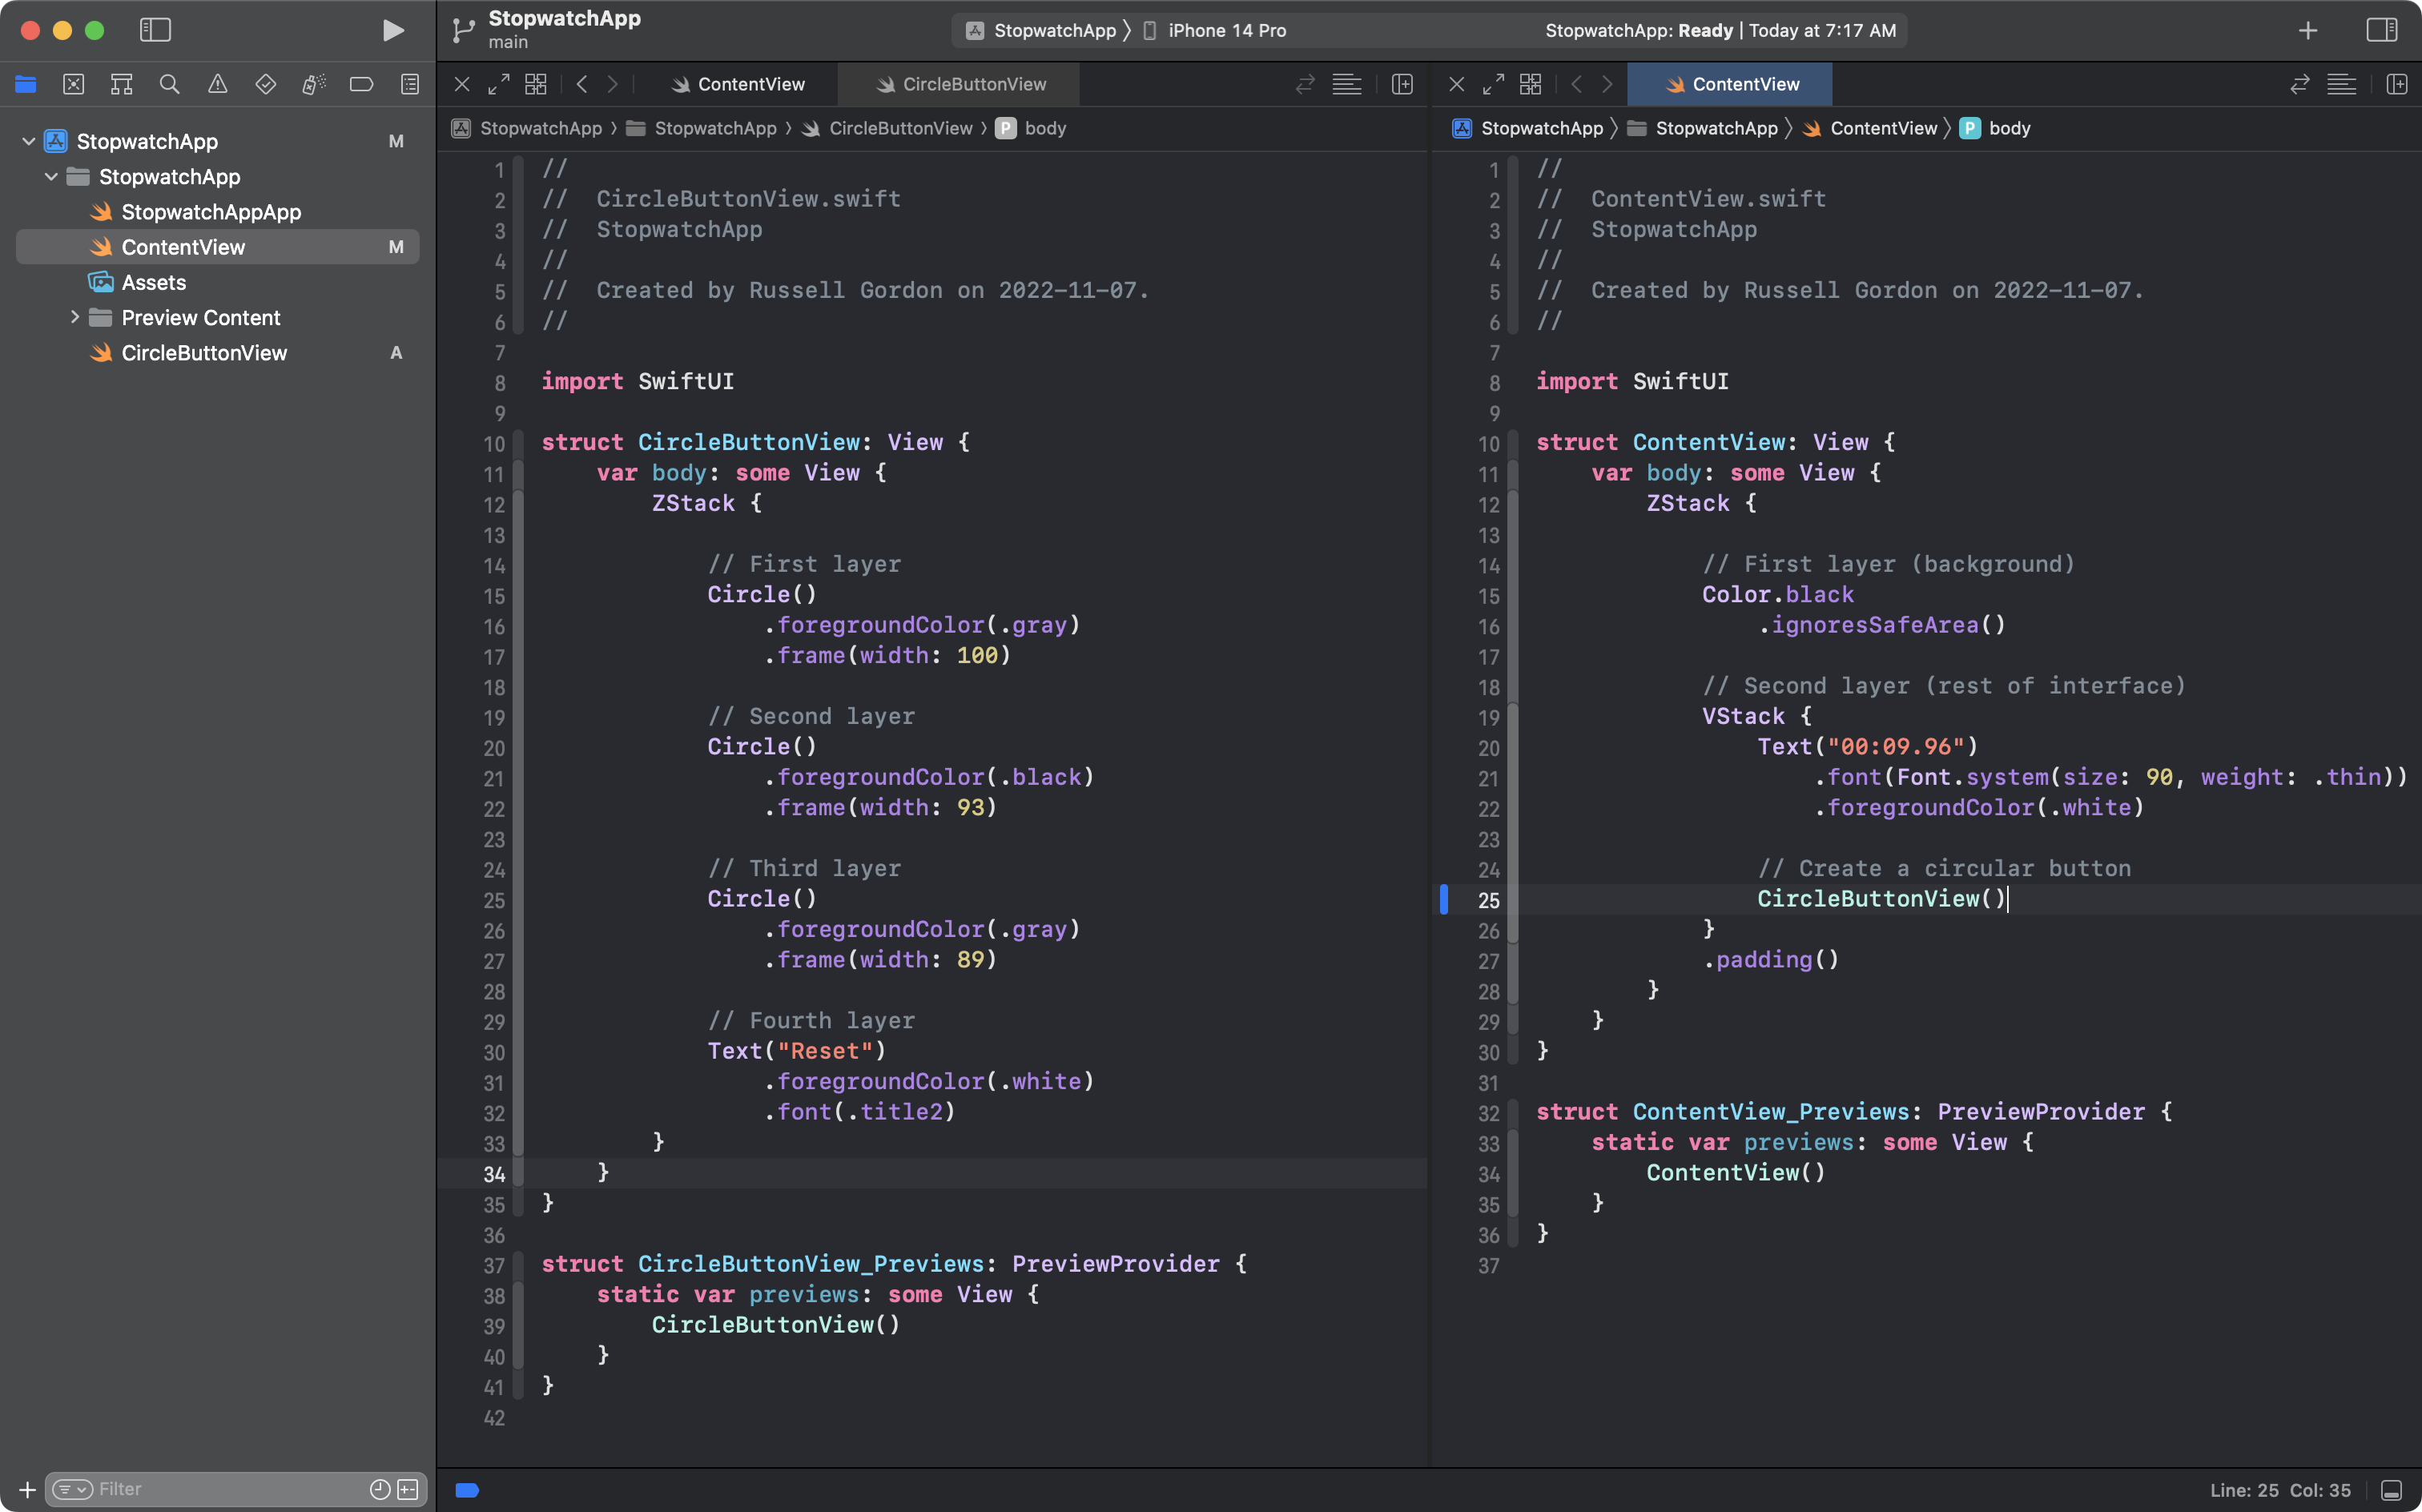 StopwatchApp
main
StopwatchApp 〉 iPhone 14 Pro
StopwatchApp: Ready | Today at 7:17 AM
StopwatchApp M
StopwatchApp
StopwatchAppApp
ContentView M
Assets
Preview Content
CircleButtonView A
Filter
ContentView
CircleButtonView
StopwatchApp 〉 StopwatchApp 〉 CircleButtonView 〉 P body
1 //
2 //  CircleButtonView.swift
3 //  StopwatchApp
4 //
5 //  Created by Russell Gordon on 2022-11-07.
6 //
7
8 import SwiftUI
9
10 struct CircleButtonView: View {
11     var body: some View {
12         ZStack {
13
14             // First layer
15             Circle()
16                 .foregroundColor(.gray)
17                 .frame(width: 100)
18
19             // Second layer
20             Circle()
21                 .foregroundColor(.black)
22                 .frame(width: 93)
23
24             // Third layer
25             Circle()
26                 .foregroundColor(.gray)
27                 .frame(width: 89)
28
29             // Fourth layer
30             Text("Reset")
31                 .foregroundColor(.white)
32                 .font(.title2)
33         }
34     }
35 }
36
37 struct CircleButtonView_Previews: PreviewProvider {
38     static var previews: some View {
39         CircleButtonView()
40     }
41 }
42
ContentView
StopwatchApp 〉 StopwatchApp 〉 ContentView 〉 P body
1 //
2 //  ContentView.swift
3 //  StopwatchApp
4 //
5 //  Created by Russell Gordon on 2022-11-07.
6 //
7
8 import SwiftUI
9
10 struct ContentView: View {
11     var body: some View {
12         ZStack {
13
14             // First layer (background)
15             Color.black
16                 .ignoresSafeArea()
17
18             // Second layer (rest of interface)
19             VStack {
20                 Text("00:09.96")
21                     .font(Font.system(size: 90, weight: .thin))
22                     .foregroundColor(.white)
23
24                 // Create a circular button
25                 CircleButtonView()
26             }
27             .padding()
28         }
29     }
30 }
31
32 struct ContentView_Previews: PreviewProvider {
33     static var previews: some View {
34         ContentView()
35     }
36 }
37
Line: 25  Col: 35